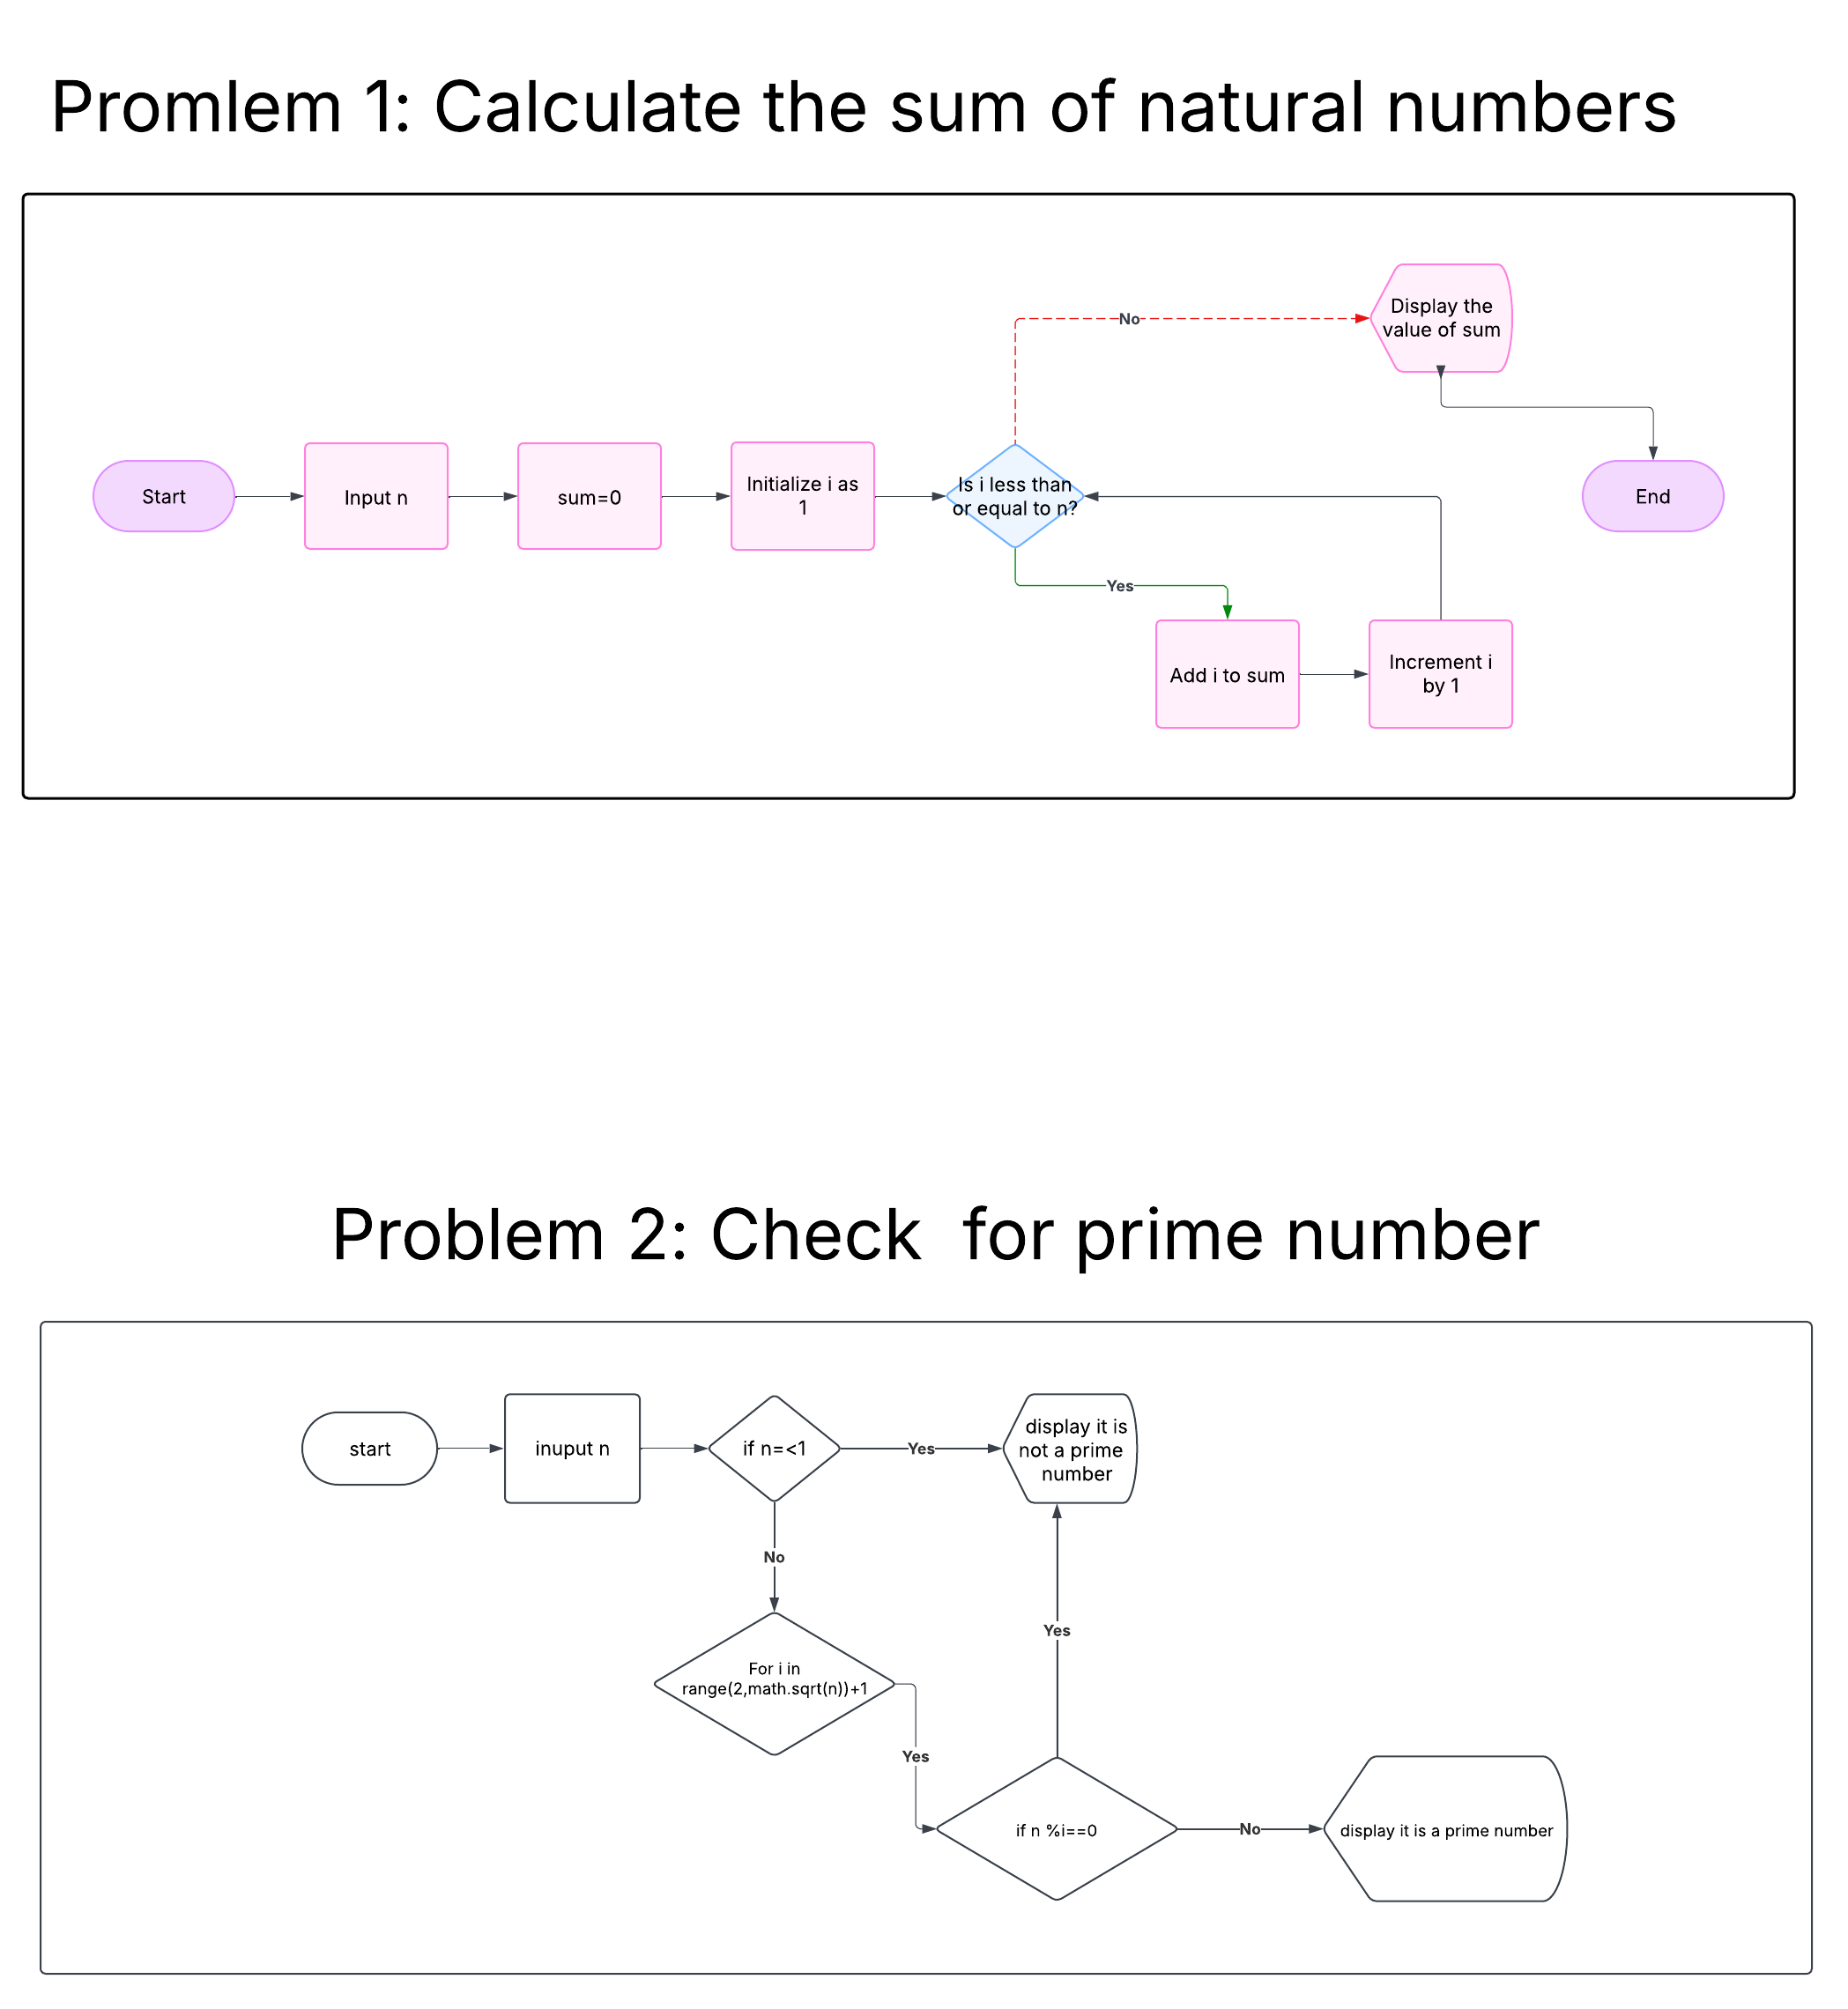 Promlem 1: Calculate the sum of natural numbers
No
Display the
value of sum
Start
Input n
sum=0
Initialize i as
1
Is i less than
or equal to n?
End
Yes
Add i to sum
Increment i
by 1
Problem 2: Check  for prime number
start
inuput n
if n=<1
Yes
display it is
not a prime
number
No
For i in
range(2,math.sqrt(n))+1
Yes
Yes
if n %i==0
No
display it is a prime number